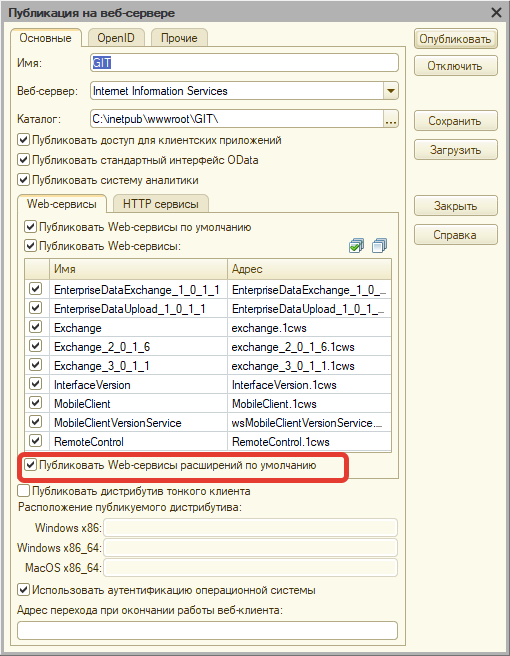 Публикация на веб-сервере
Основные OpenID Прочие
Опубликовать
Имя: GIT
Отключить
Веб-сервер: Internet Information Services
Каталог: C:\inetpub\wwwroot\GIT\ ...
Сохранить
Публиковать доступ для клиентских приложений
Загрузить
Публиковать стандартный интерфейс OData
Публиковать систему аналитики
Web-сервисы HTTP сервисы
Закрыть
Публиковать Web-сервисы по умолчанию
Справка
Публиковать Web-сервисы:
Имя Адрес
EnterpriseDataExchange_1_0_1_1 EnterpriseDataExchange_1_0_...
EnterpriseDataUpload_1_0_1_1 EnterpriseDataUpload_1_0_1_...
Exchange exchange.1cws
Exchange_2_0_1_6 exchange_2_0_1_6.1cws
Exchange_3_0_1_1 exchange_3_0_1_1.1cws
InterfaceVersion InterfaceVersion.1cws
MobileClient MobileClient.1cws
MobileClientVersionService wsMobileClientVersionService....
RemoteControl RemoteControl.1cws
Публиковать Web-сервисы расширений по умолчанию
Публиковать дистрибутив тонкого клиента
Расположение публикуемого дистрибутива:
Windows x86:
Windows x86_64:
MacOS x86_64:
Использовать аутентификацию операционной системы
Адрес перехода при окончании работы веб-клиента: